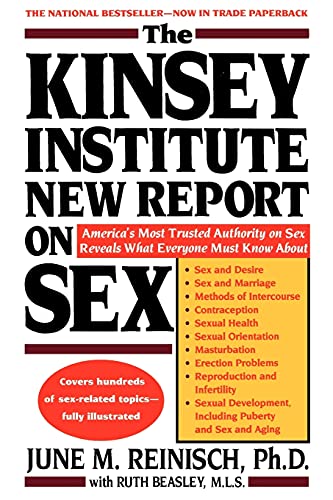 THE NATIONAL BESTSELLER—NOW IN TRADE PAPERBACK
The
KINSEY
INSTITUTE
NEW REPORT
ON
SEX
America's Most Trusted Authority on Sex
Reveals What Everyone Must Know About
• Sex and Desire
• Sex and Marriage
• Methods of Intercourse
• Contraception
• Sexual Health
• Sexual Orientation
• Masturbation
• Erection Problems
• Reproduction and
Infertility
• Sexual Development,
Including Puberty
and Sex and Aging
Covers hundreds
of sex-related topics—
fully illustrated
JUNE M. REINISCH, Ph.D.
with RUTH BEASLEY, M.L.S.